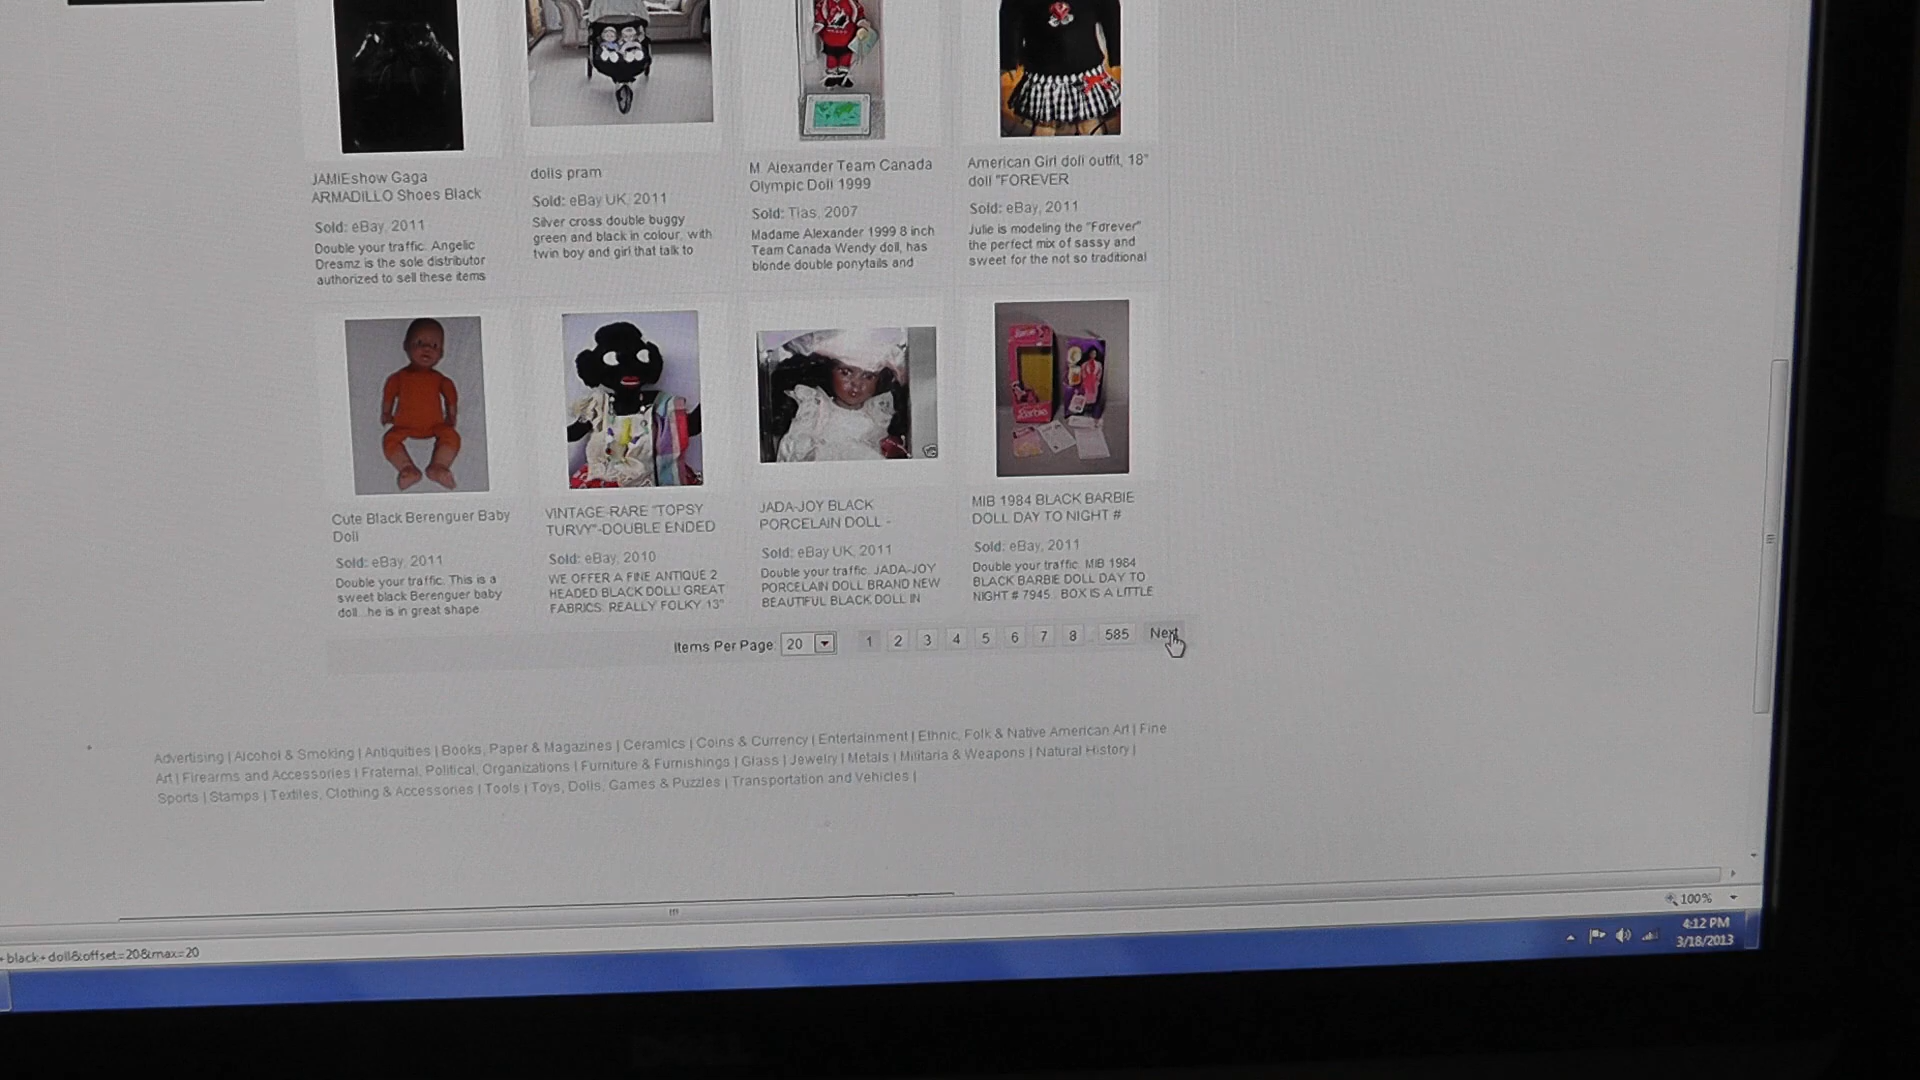 JAMIEshow Gaga
ARMADILLO Shoes Black
Sold: eBay, 2011
Double your traffic. Angelic
Dreamz is the sole distributor
authorized to sell these items
dolls pram
Sold: eBay UK, 2011
Silver cross double buggy
green and black in colour, with
twin boy and girl that talk to
M Alexander Team Canada
Olympic Doll 1999
Sold: Tias, 2007
Madame Alexander 1999 8 inch
Team Canada Wendy doll, has
blonde double ponytails and
American Girl doll outfit, 18"
doll "FOREVER
Sold: eBay, 2011
Julie is modeling the "Forever"
the perfect mix of sassy and
sweet for the not so traditional
Cute Black Berenguer Baby
Doll
Sold: eBay, 2011
Double your traffic. This is a
sweet black Berenguer baby
doll...he is in great shape
VINTAGE-RARE "TOPSY
TURVY"-DOUBLE ENDED
Sold: eBay, 2010
WE OFFER A FINE ANTIQUE 2
HEADED BLACK DOLL! GREAT
FABRICS. REALLY FOLKY 13"
JADA-JOY BLACK
PORCELAIN DOLL -
Sold: eBay UK, 2011
Double your traffic. JADA-JOY
PORCELAIN DOLL BRAND NEW
BEAUTIFUL BLACK DOLL IN
Barbie
Barbie
MIB 1984 BLACK BARBIE
DOLL DAY TO NIGHT #
Sold: eBay, 2011
Double your traffic. MIB 1984
BLACK BARBIE DOLL DAY TO
NIGHT # 7945 . BOX IS A LITTLE
Items Per Page: 20 1 2 3 4 5 6 7 8 .. 585 Next
Advertising | Alcohol & Smoking | Antiquities | Books, Paper & Magazines | Ceramics | Coins & Currency | Entertainment | Ethnic, Folk & Native American Art | Fine
Art | Firearms and Accessories | Fraternal, Political, Organizations | Furniture & Furnishings | Glass | Jewelry | Metals | Militaria & Weapons | Natural History |
Sports | Stamps | Textiles, Clothing & Accessories | Tools | Toys, Dolls, Games & Puzzles | Transportation and Vehicles |
100%
+black+doll&offset=20&max=20
4:12 PM
3/18/2013